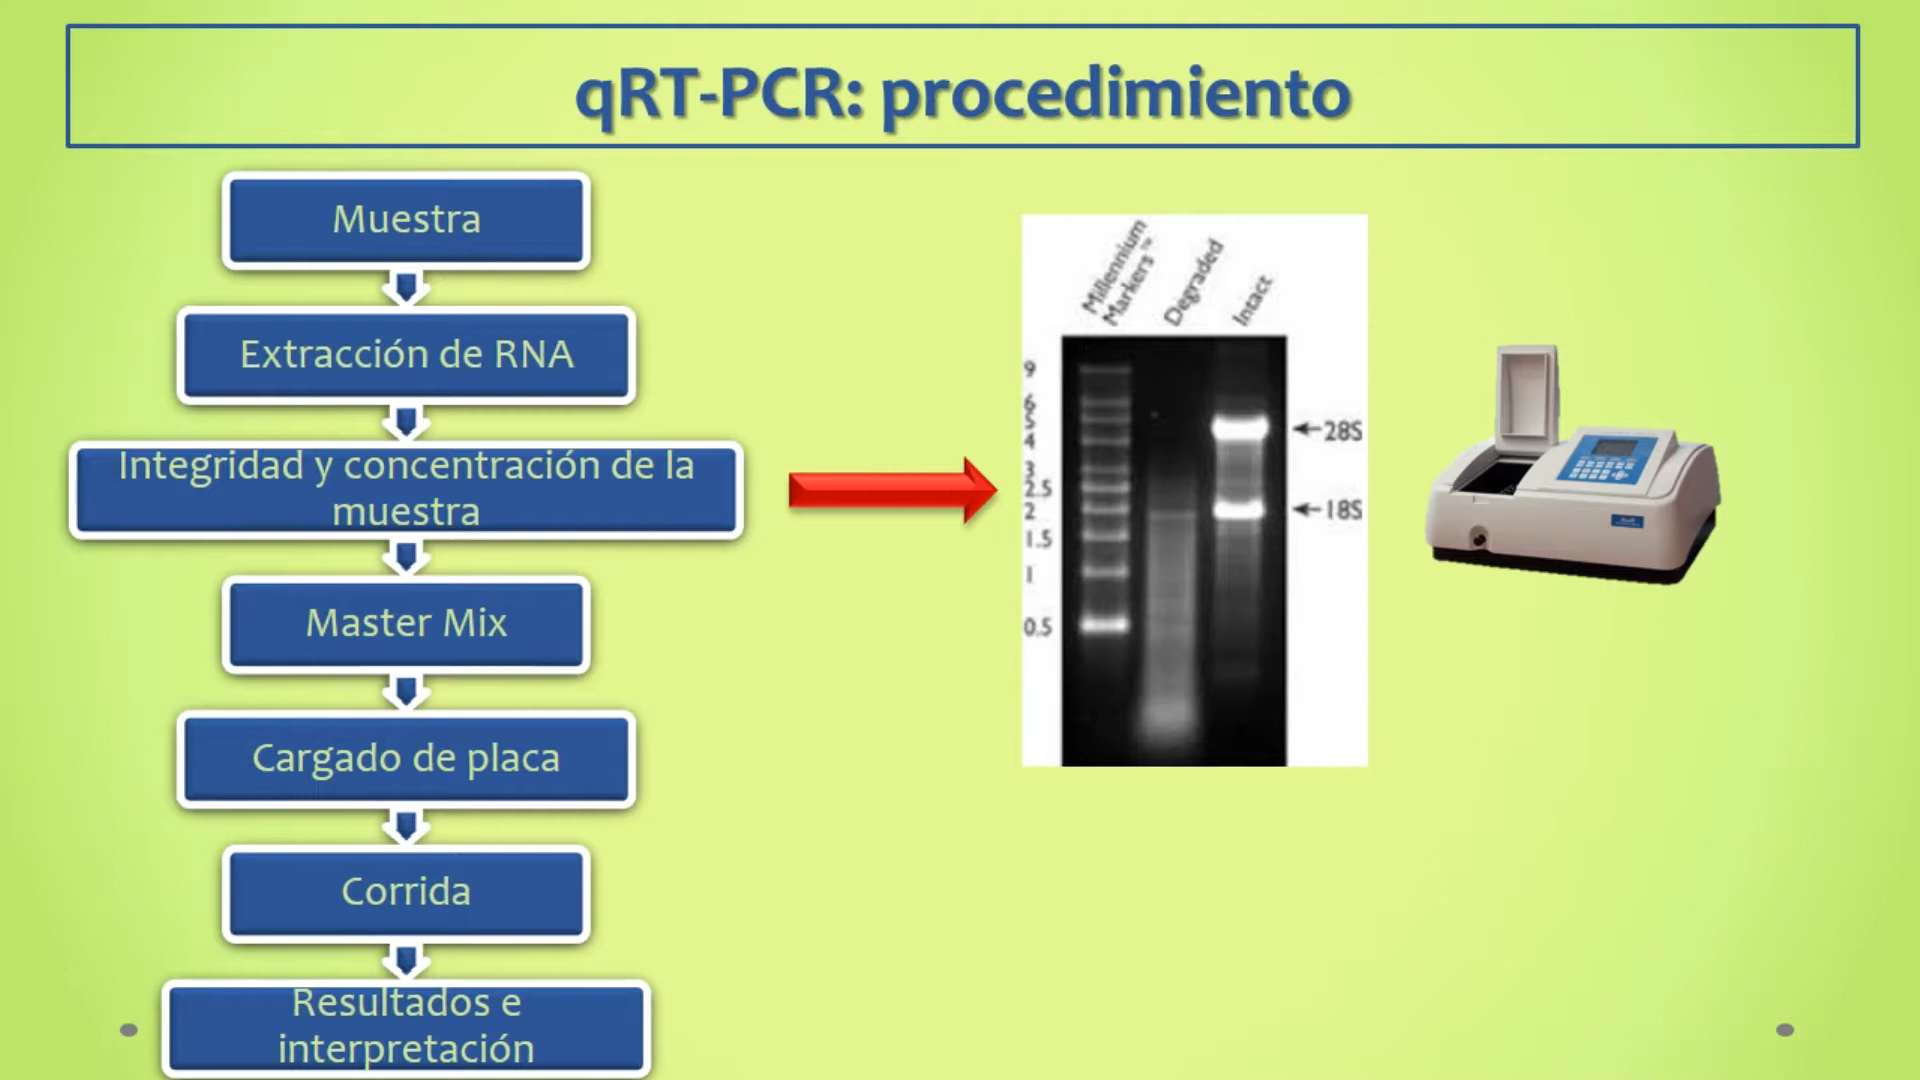 qRT-PCR: procedimiento
Muestra
Extracción de RNA
Integridad y concentración de la
muestra
Master Mix
Cargado de placa
Corrida
Resultados e
interpretación
Millennium
Markers™
Degraded
Intact
9
6
5
4
3
2.5
2
1.5
1
0.5
28S
18S